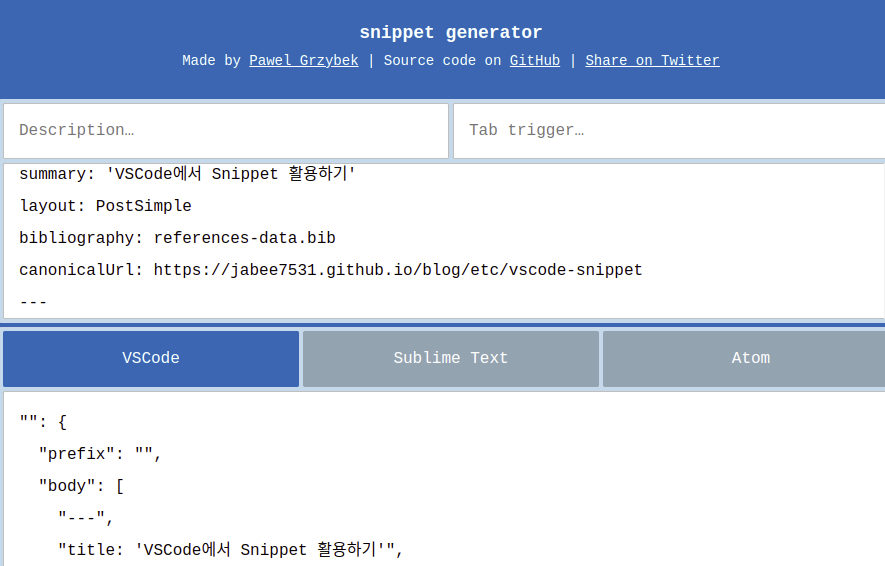 snippet generator
Made by Pawel Grzybek | Source code on GitHub | Share on Twitter
Description…
Tab trigger…
summary: 'VSCode에서 Snippet 활용하기'
layout: PostSimple
bibliography: references-data.bib
canonicalUrl: https://jabee7531.github.io/blog/etc/vscode-snippet
---
VSCode
Sublime Text
Atom
"": {
  "prefix": "",
  "body": [
    "---",
    "title: 'VSCode에서 Snippet 활용하기'",